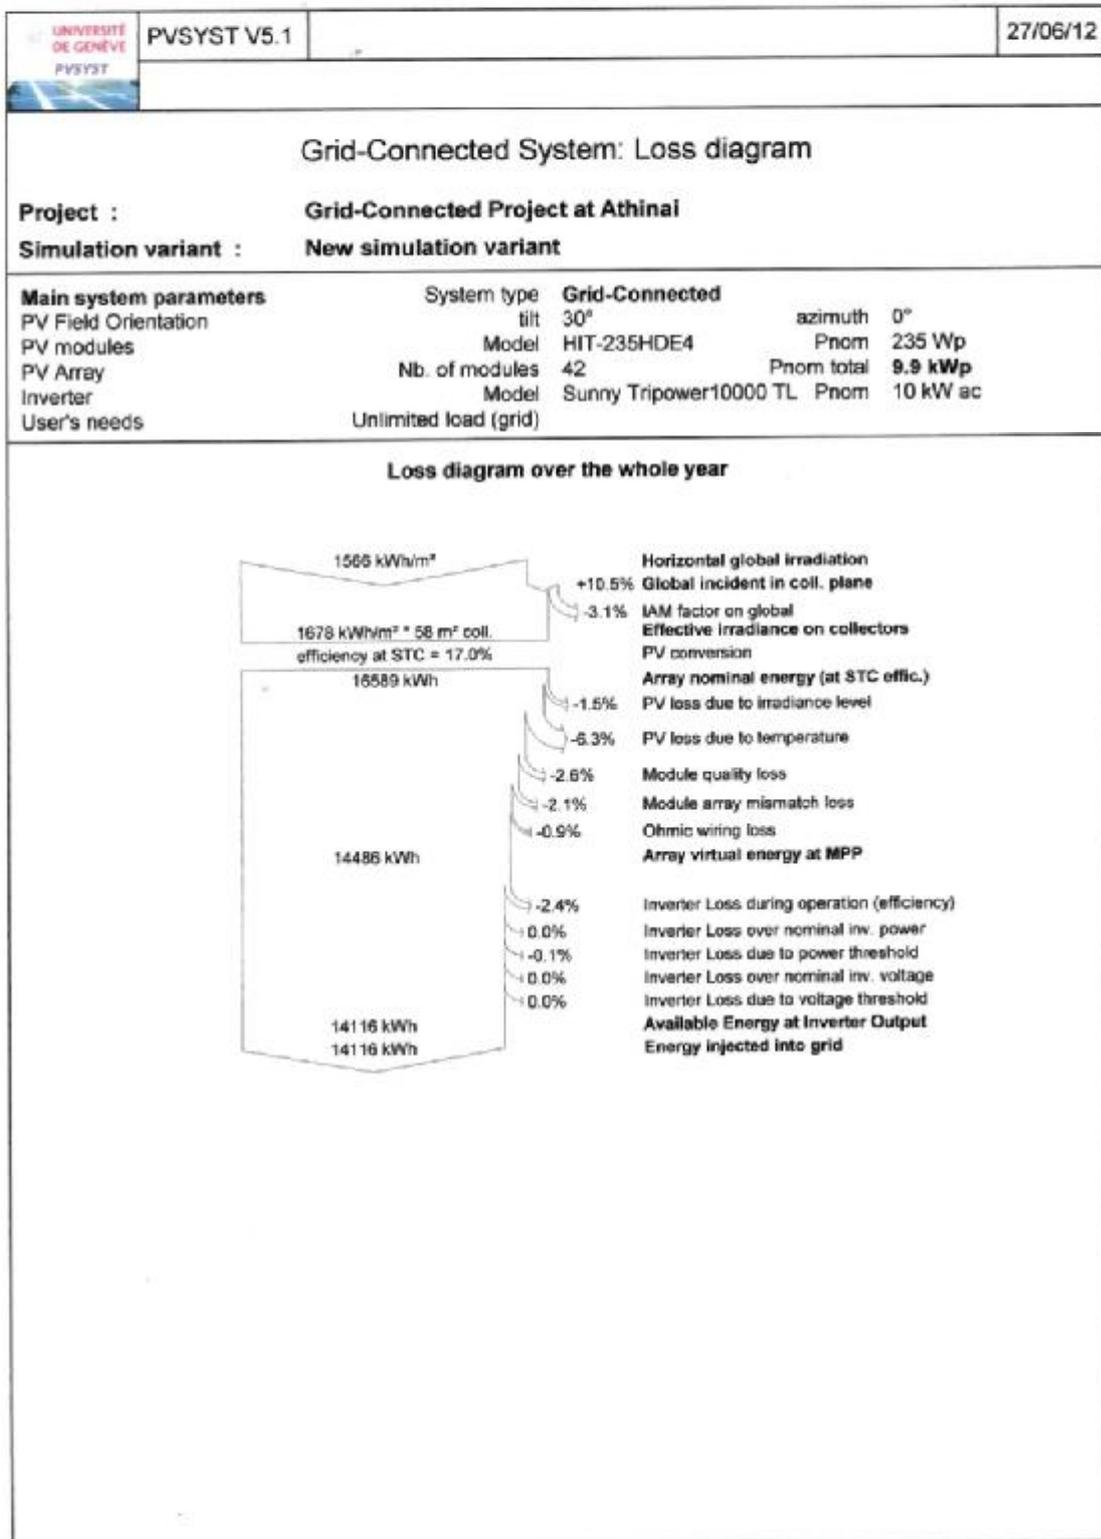 UNIVERSITÉ
DE GENÈVE
PVSYST
PVSYST V5.1
27/06/12
Grid-Connected System: Loss diagram
Project : Grid-Connected Project at Athinai
Simulation variant : New simulation variant
Main system parameters System type Grid-Connected
PV Field Orientation tilt 30° azimuth 0°
PV modules Model HIT-235HDE4 Pnom 235 Wp
PV Array Nb. of modules 42 Pnom total 9.9 kWp
Inverter Model Sunny Tripower10000 TL Pnom 10 kW ac
User's needs Unlimited load (grid)
Loss diagram over the whole year
1566 kWh/m² Horizontal global irradiation
+10.5% Global incident in coll. plane
-3.1% IAM factor on global
1678 kWh/m² * 58 m² coll. Effective irradiance on collectors
efficiency at STC = 17.0% PV conversion
16589 kWh Array nominal energy (at STC effic.)
-1.5% PV loss due to irradiance level
-6.3% PV loss due to temperature
-2.6% Module quality loss
-2.1% Module array mismatch loss
-0.9% Ohmic wiring loss
14486 kWh Array virtual energy at MPP
-2.4% Inverter Loss during operation (efficiency)
0.0% Inverter Loss over nominal inv. power
-0.1% Inverter Loss due to power threshold
0.0% Inverter Loss over nominal inv. voltage
0.0% Inverter Loss due to voltage threshold
14116 kWh Available Energy at Inverter Output
14116 kWh Energy injected into grid